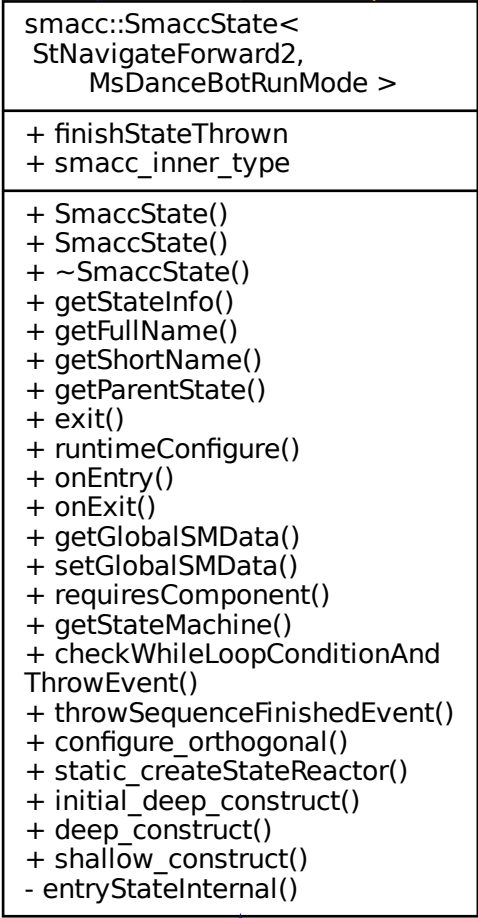 smacc::SmaccState<
StNavigateForward2,
MsDanceBotRunMode >
+ finishStateThrown
+ smacc_inner_type
+ SmaccState()
+ SmaccState()
+ ~SmaccState()
+ getStateInfo()
+ getFullName()
+ getShortName()
+ getParentState()
+ exit()
+ runtimeConfigure()
+ onEntry()
+ onExit()
+ getGlobalSMData()
+ setGlobalSMData()
+ requiresComponent()
+ getStateMachine()
+ checkWhileLoopConditionAnd
ThrowEvent()
+ throwSequenceFinishedEvent()
+ configure_orthogonal()
+ static_createStateReactor()
+ initial_deep_construct()
+ deep_construct()
+ shallow_construct()
- entryStateInternal()